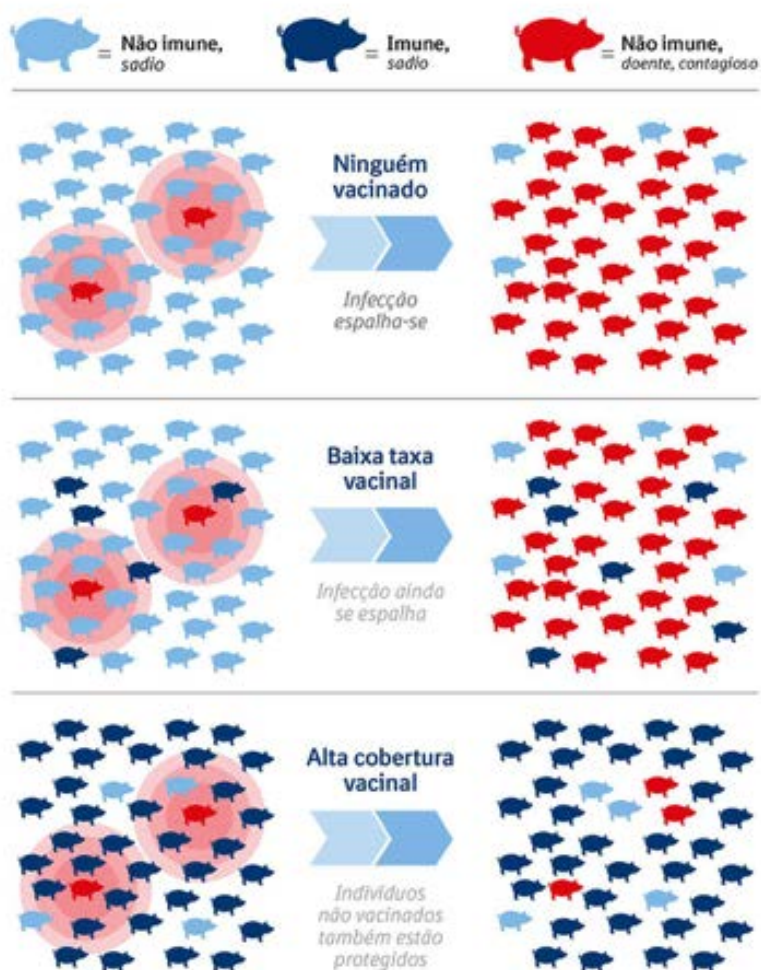 = Não imune,
sadio
= Imune,
sadio
= Não imune,
doente, contagioso
Ninguém
vacinado
Infecção
espalha-se
Baixa taxa
vacinal
Infecção ainda
se espalha
Alta cobertura
vacinal
Indivíduos
não vacinados
também estão
protegidos